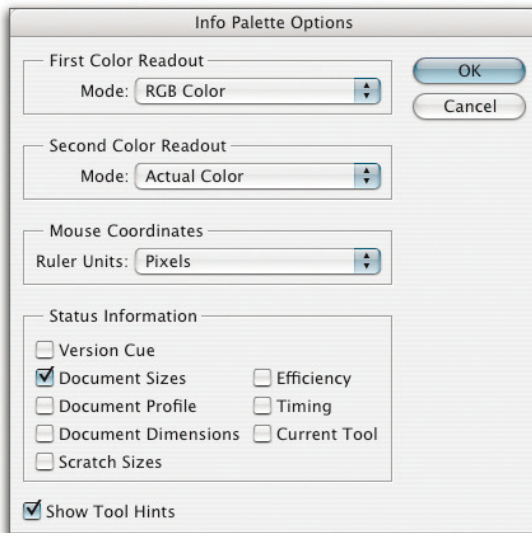 Info Palette Options
First Color Readout
Mode: RGB Color
OK
Cancel
Second Color Readout
Mode: Actual Color
Mouse Coordinates
Ruler Units: Pixels
Status Information
Version Cue
Document Sizes Efficiency
Document Profile Timing
Document Dimensions Current Tool
Scratch Sizes
Show Tool Hints